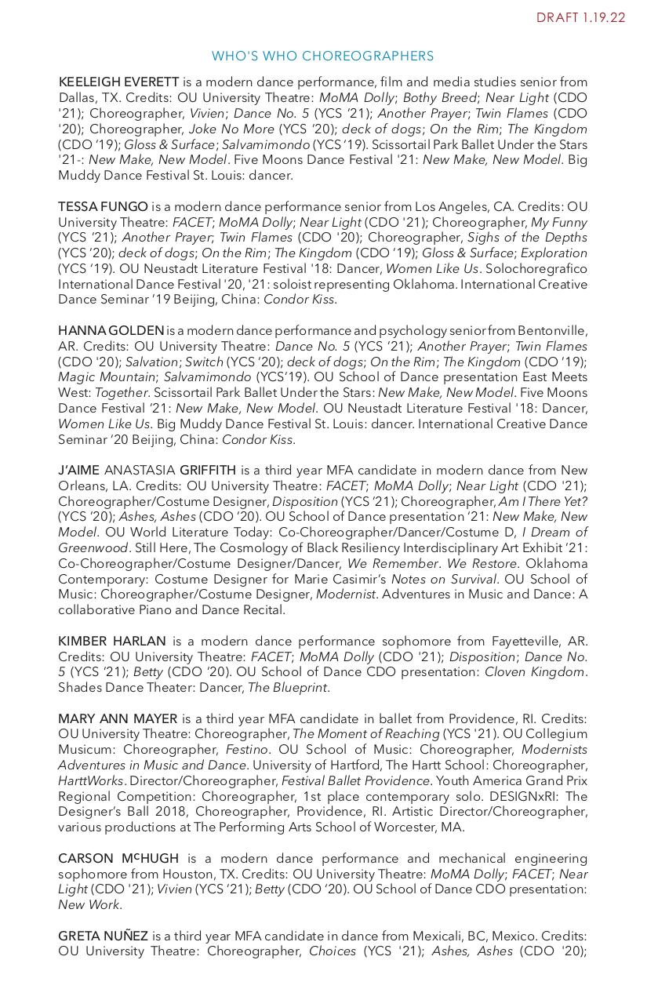 DRAFT 1.19.22
WHO'S WHO CHOREOGRAPHERS
KEELEIGH EVERETT is a modern dance performance, film and media studies senior from
Dallas, TX. Credits: OU University Theatre: MoMA Dolly; Bothy Breed; Near Light (CDO
'21); Choreographer, Vivien; Dance No. 5 (YCS ’21); Another Prayer; Twin Flames (CDO
'20); Choreographer, Joke No More (YCS ’20); deck of dogs; On the Rim; The Kingdom
(CDO ‘19); Gloss & Surface; Salvamimondo (YCS ’19). Scissortail Park Ballet Under the Stars
'21-: New Make, New Model. Five Moons Dance Festival '21: New Make, New Model. Big
Muddy Dance Festival St. Louis: dancer.
TESSA FUNGO is a modern dance performance senior from Los Angeles, CA. Credits: OU
University Theatre: FACET; MoMA Dolly; Near Light (CDO '21); Choreographer, My Funny
(YCS ’21); Another Prayer; Twin Flames (CDO '20); Choreographer, Sighs of the Depths
(YCS ’20); deck of dogs; On the Rim; The Kingdom (CDO ‘19); Gloss & Surface; Exploration
(YCS ‘19). OU Neustadt Literature Festival '18: Dancer, Women Like Us. Solochoregrafico
International Dance Festival '20, '21: soloist representing Oklahoma. International Creative
Dance Seminar ’19 Beijing, China: Condor Kiss.
HANNA GOLDEN is a modern dance performance and psychology senior from Bentonville,
AR. Credits: OU University Theatre: Dance No. 5 (YCS ’21); Another Prayer; Twin Flames
(CDO '20); Salvation; Switch (YCS ’20); deck of dogs; On the Rim; The Kingdom (CDO ’19);
Magic Mountain; Salvamimondo (YCS’19). OU School of Dance presentation East Meets
West: Together. Scissortail Park Ballet Under the Stars: New Make, New Model. Five Moons
Dance Festival ’21: New Make, New Model. OU Neustadt Literature Festival '18: Dancer,
Women Like Us. Big Muddy Dance Festival St. Louis: dancer. International Creative Dance
Seminar ’20 Beijing, China: Condor Kiss.
J’AIME ANASTASIA GRIFFITH is a third year MFA candidate in modern dance from New
Orleans, LA. Credits: OU University Theatre: FACET; MoMA Dolly; Near Light (CDO '21);
Choreographer/Costume Designer, Disposition (YCS ’21); Choreographer, Am I There Yet?
(YCS ’20); Ashes, Ashes (CDO ’20). OU School of Dance presentation ‘21: New Make, New
Model. OU World Literature Today: Co-Choreographer/Dancer/Costume D, I Dream of
Greenwood. Still Here, The Cosmology of Black Resiliency Interdisciplinary Art Exhibit ’21:
Co-Choreographer/Costume Designer/Dancer, We Remember. We Restore. Oklahoma
Contemporary: Costume Designer for Marie Casimir’s Notes on Survival. OU School of
Music: Choreographer/Costume Designer, Modernist. Adventures in Music and Dance: A
collaborative Piano and Dance Recital.
KIMBER HARLAN is a modern dance performance sophomore from Fayetteville, AR.
Credits: OU University Theatre: FACET; MoMA Dolly (CDO '21); Disposition; Dance No.
5 (YCS ’21); Betty (CDO ’20). OU School of Dance CDO presentation: Cloven Kingdom.
Shades Dance Theater: Dancer, The Blueprint.
MARY ANN MAYER is a third year MFA candidate in ballet from Providence, RI. Credits:
OU University Theatre: Choreographer, The Moment of Reaching (YCS '21). OU Collegium
Musicum: Choreographer, Festino. OU School of Music: Choreographer, Modernists
Adventures in Music and Dance. University of Hartford, The Hartt School: Choreographer,
HarttWorks. Director/Choreographer, Festival Ballet Providence. Youth America Grand Prix
Regional Competition: Choreographer, 1st place contemporary solo. DESIGNxRI: The
Designer’s Ball 2018, Choreographer, Providence, RI. Artistic Director/Choreographer,
various productions at The Performing Arts School of Worcester, MA.
CARSON McHUGH is a modern dance performance and mechanical engineering
sophomore from Houston, TX. Credits: OU University Theatre: MoMA Dolly; FACET; Near
Light (CDO '21); Vivien (YCS ’21); Betty (CDO ‘20). OU School of Dance CDO presentation:
New Work.
GRETA NUÑEZ is a third year MFA candidate in dance from Mexicali, BC, Mexico. Credits:
OU University Theatre: Choreographer, Choices (YCS '21); Ashes, Ashes (CDO '20);